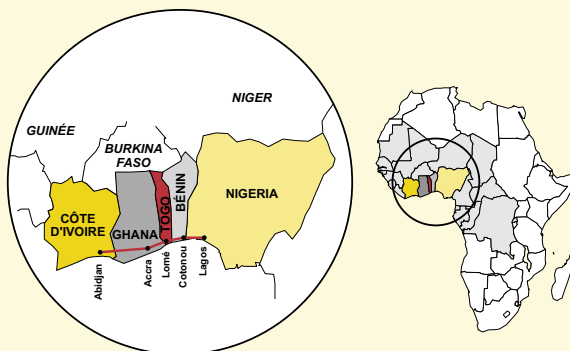 NIGER
GUINÉE
BURKINA
FASO
CÔTE
D'IVOIRE
GHANA
TOGO
BÉNIN
NIGERIA
Abidjan
Accra
Lomé
Cotonou
Lagos